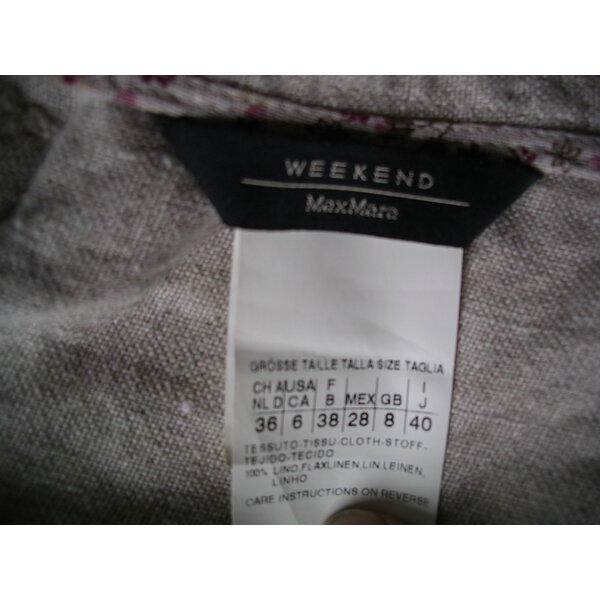 WEEKEND
MaxMara
GRÖSSE TAILLE TALLA SIZE TAGLIA
CH A USA F I
NL D CA B MEX GB J
36 6 38 28 8 40
TESSUTO-TISSU-CLOTH-STOFF-
TEJIDO-TECIDO
100% LINO,FLAXLINEN,LIN,LEINEN,
LINHO
CARE INSTRUCTIONS ON REVERSE